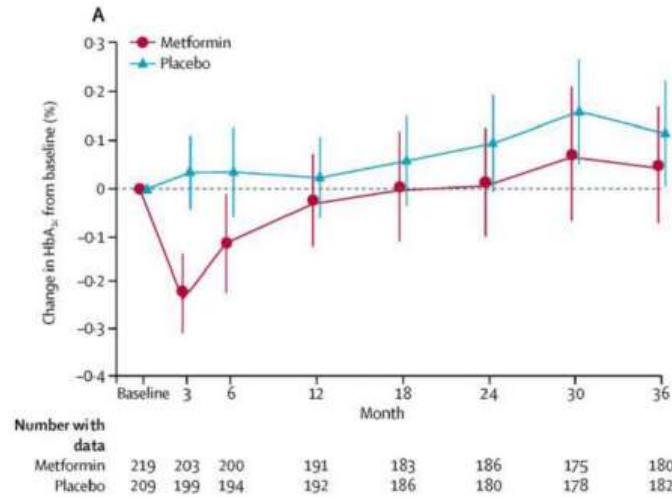 A
0·3
Metformin
Placebo
0·2
0·1
0
−0·1
−0·2
−0·3
−0·4
Change in HbA1c from baseline (%)
Baseline 3 6 12 18 24 30 36
Month
Number with
data
Metformin 219 203 200 191 183 186 175 180
Placebo 209 199 194 192 186 180 178 182